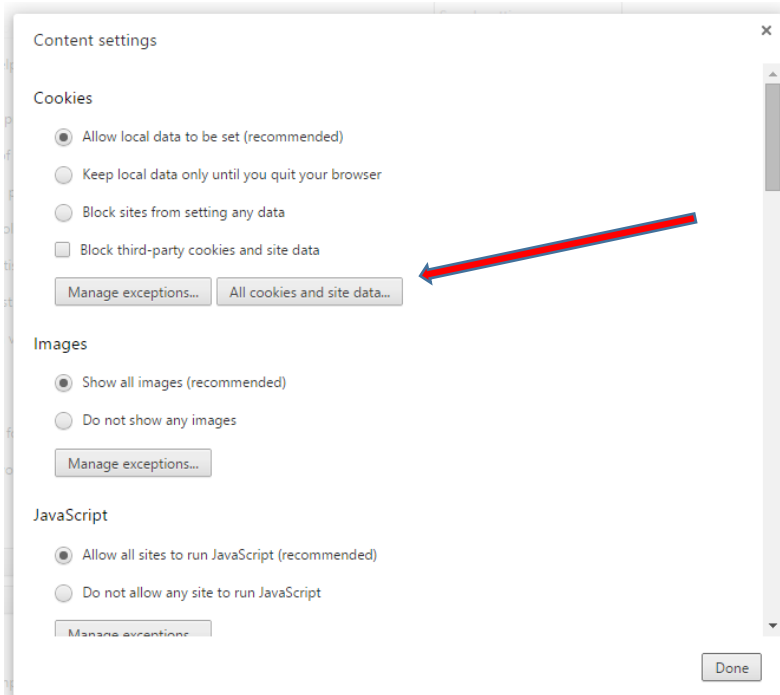 Content settings
Cookies
Allow local data to be set (recommended)
Keep local data only until you quit your browser
Block sites from setting any data
Block third-party cookies and site data
Manage exceptions... All cookies and site data...
Images
Show all images (recommended)
Do not show any images
Manage exceptions...
JavaScript
Allow all sites to run JavaScript (recommended)
Do not allow any site to run JavaScript
Manage exceptions
Done